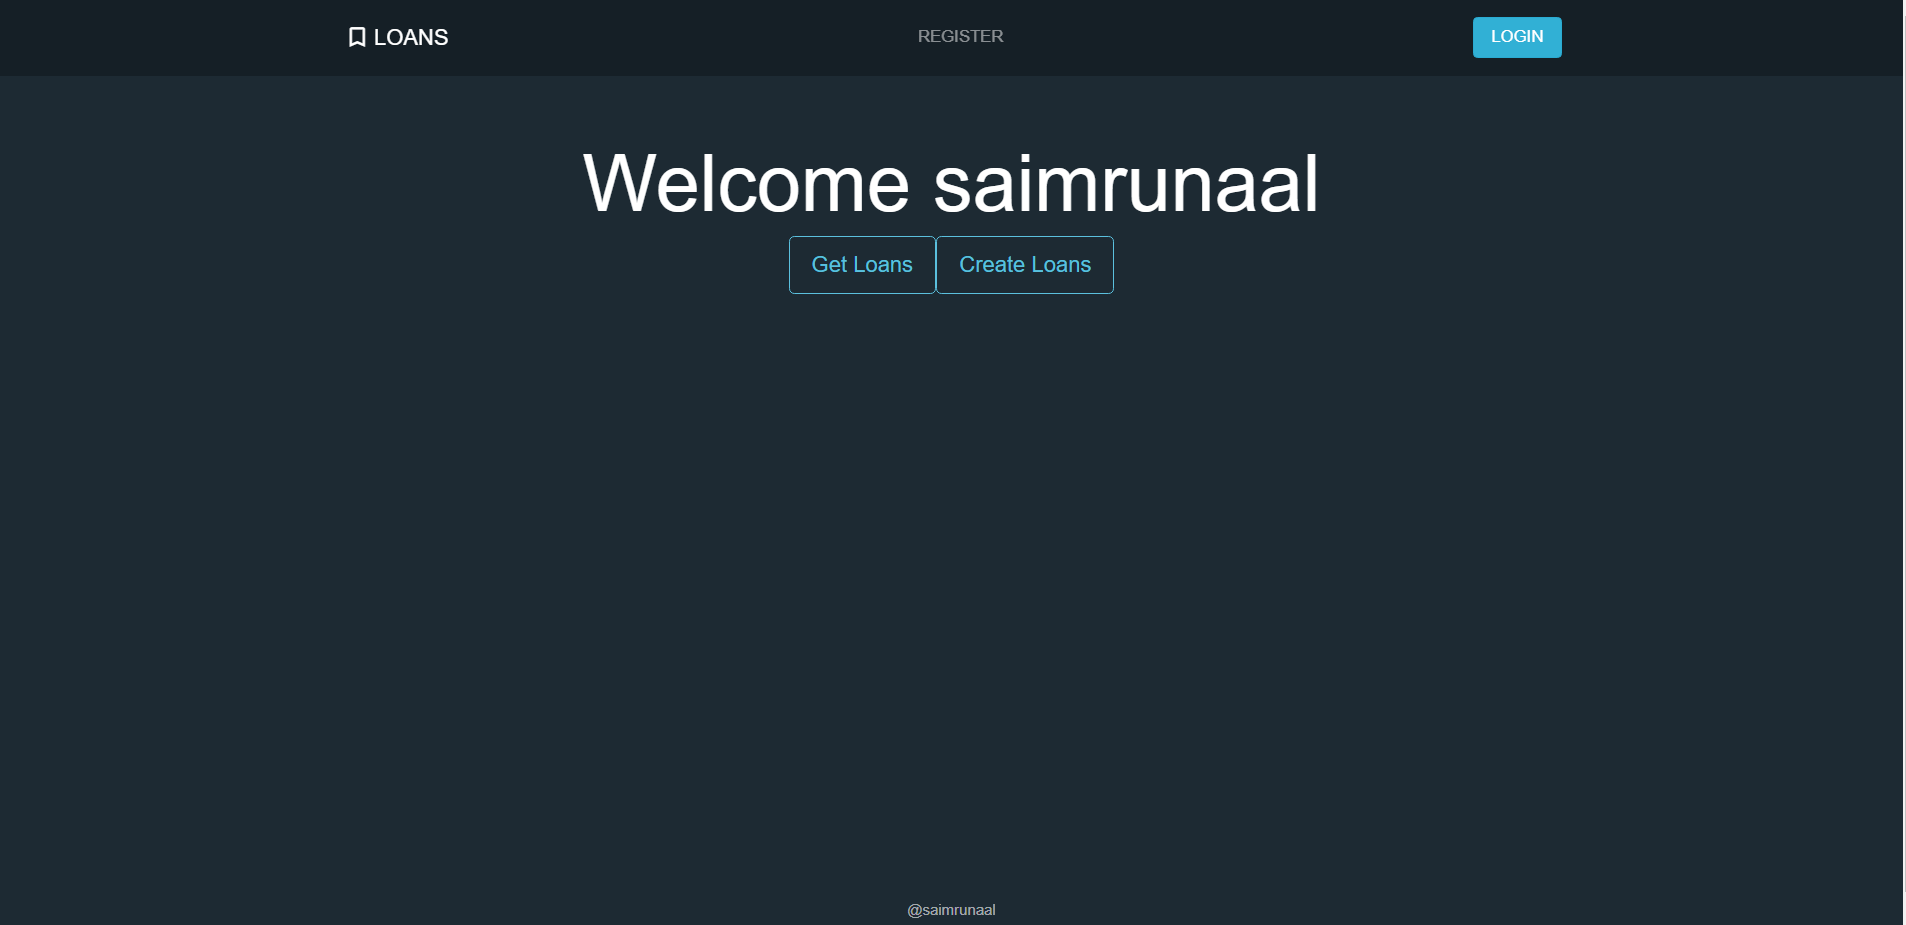 LOANS
REGISTER
LOGIN
Welcome saimrunaal
Get Loans
Create Loans
@saimrunaal